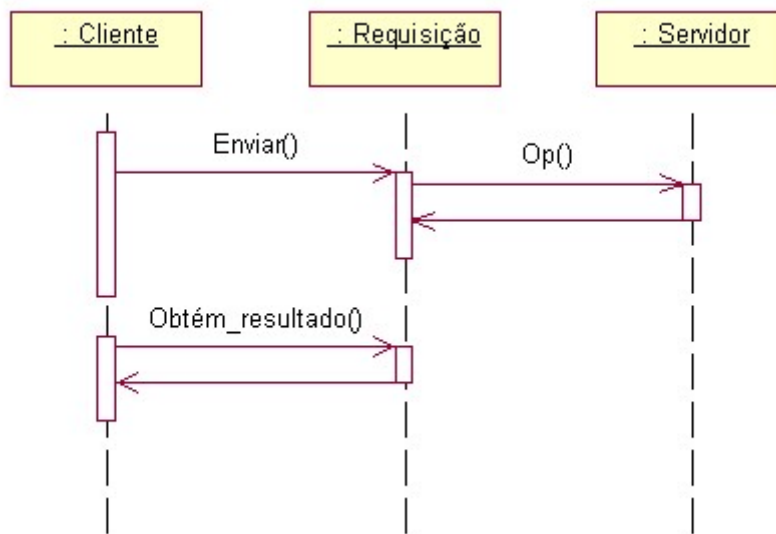 : Cliente
: Requisição
: Servidor
Enviar()
Op()
Obtém_resultado()